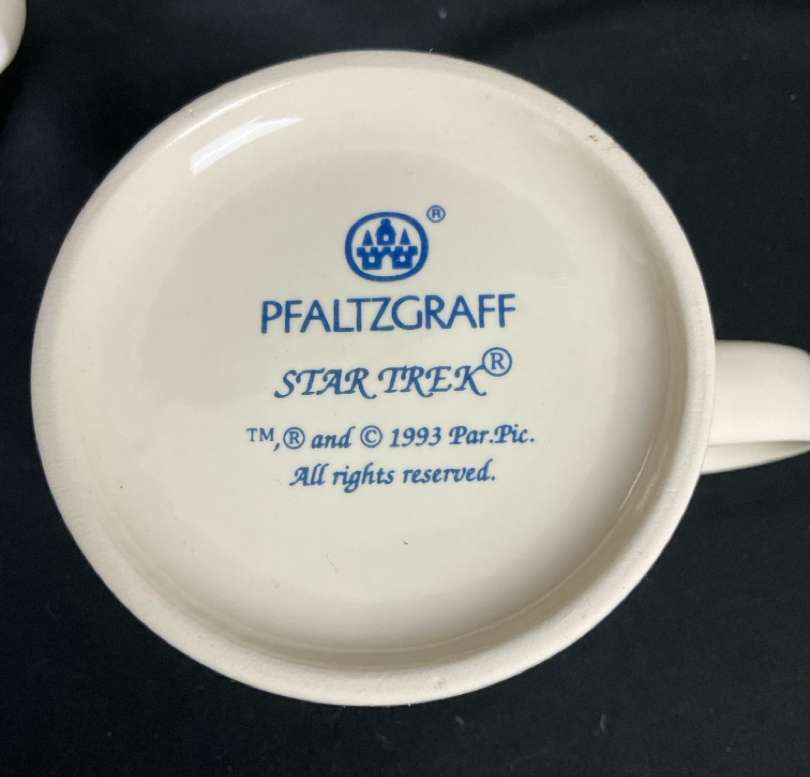 ®
PFALTZGRAFF
STAR TREK®
™,® and © 1993 Par.Pic.
All rights reserved.